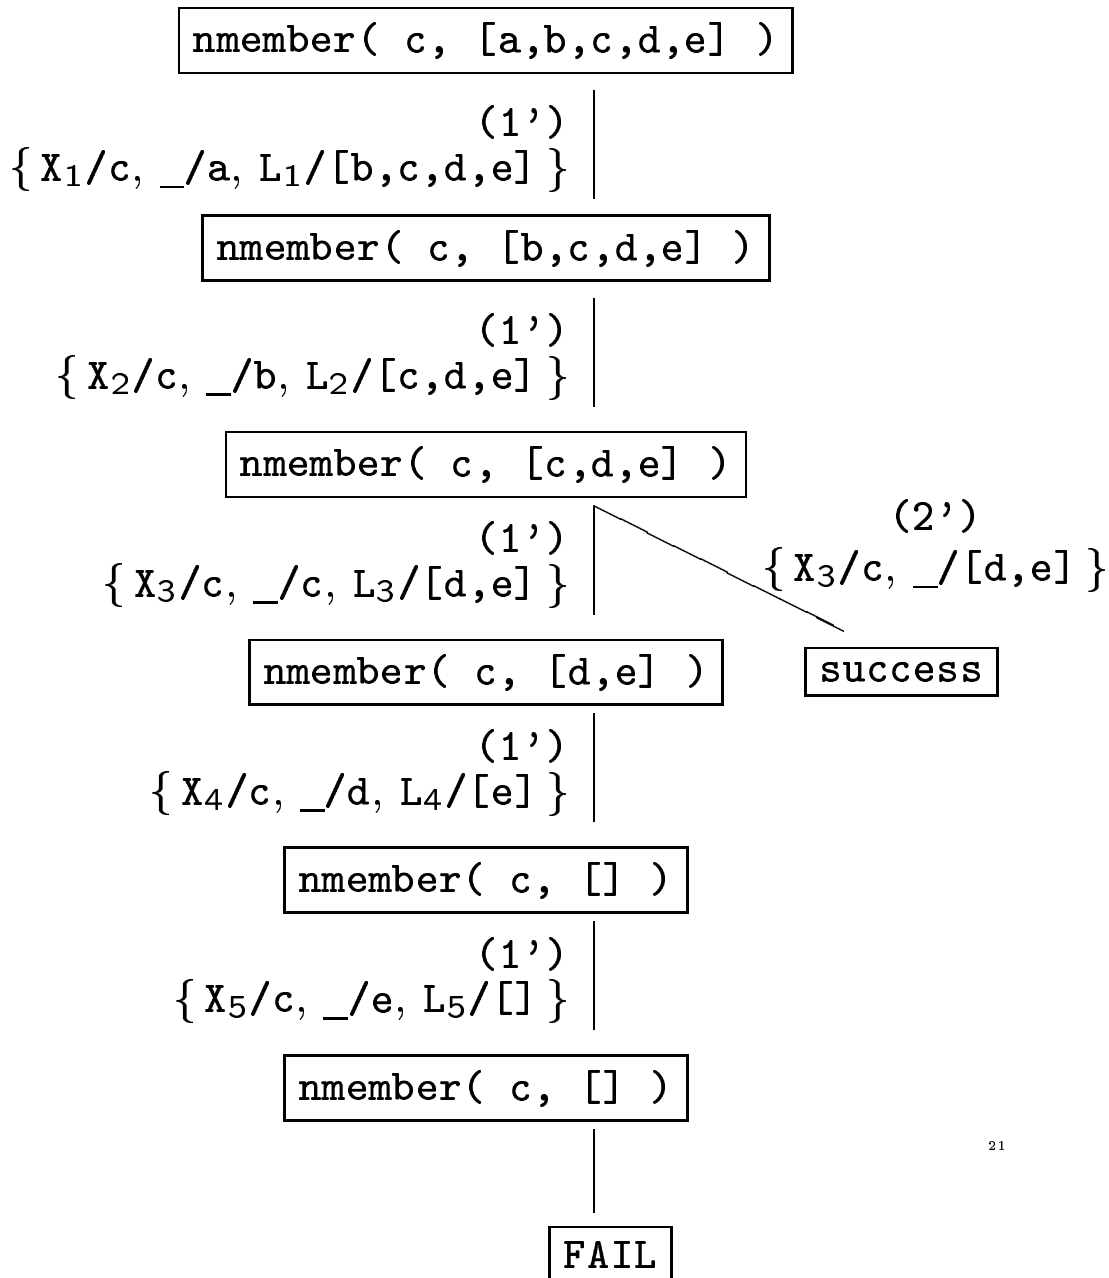 nmember( c, [a,b,c,d,e] )
(1')
{ X₁/c, _/a, L₁/[b,c,d,e] }
nmember( c, [b,c,d,e] )
(1')
{ X₂/c, _/b, L₂/[c,d,e] }
nmember( c, [c,d,e] )
(2')
(1')
{ X₃/c, _/[d,e] }
{ X₃/c, _/c, L₃/[d,e] }
nmember( c, [d,e] )
success
(1')
{ X₄/c, _/d, L₄/[e] }
nmember( c, [] )
(1')
{ X₅/c, _/e, L₅/[] }
nmember( c, [] )
21
FAIL